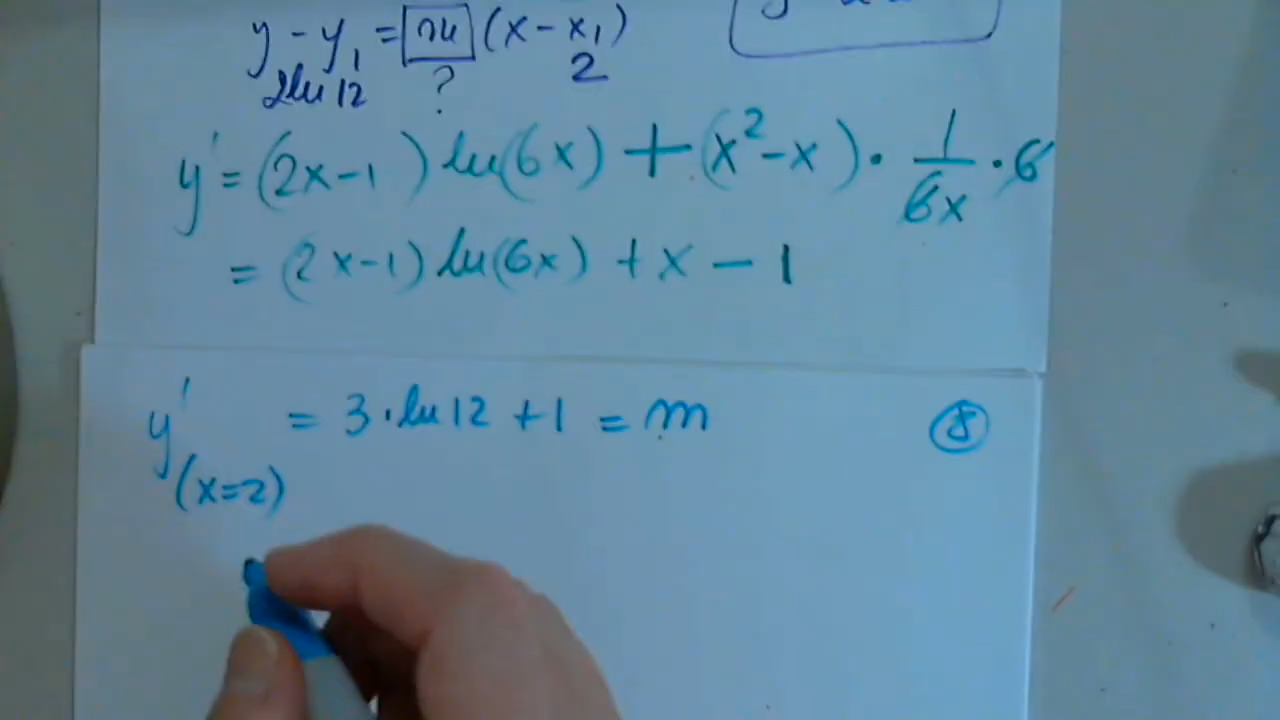 y - y₁ = m (x - x₁)
2ln 12 ? 2
y' = (2x-1) ln(6x) + (x²-x) · 1/6x · 6
= (2x-1) ln(6x) + x - 1
y' = 3·ln 12 + 1 = m
(x=2)
8